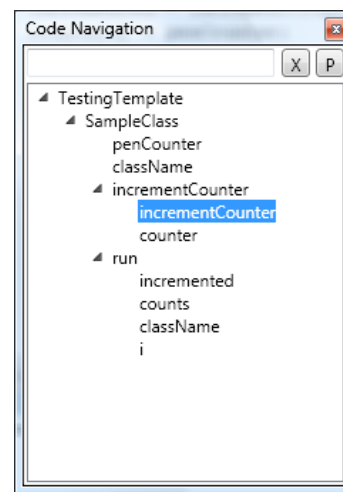 Code Navigation
X P
TestingTemplate
SampleClass
penCounter
className
incrementCounter
incrementCounter
counter
run
incremented
counts
className
i